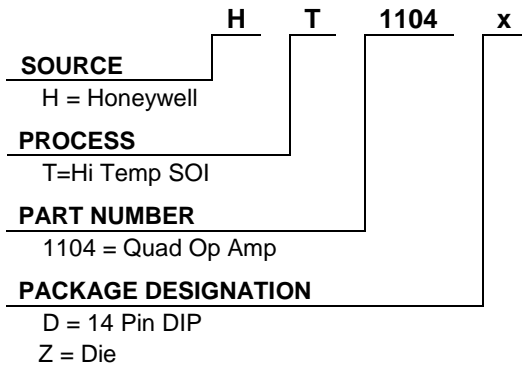 H T 1104 x
SOURCE
H = Honeywell
PROCESS
T=Hi Temp SOI
PART NUMBER
1104 = Quad Op Amp
PACKAGE DESIGNATION
D = 14 Pin DIP
Z = Die